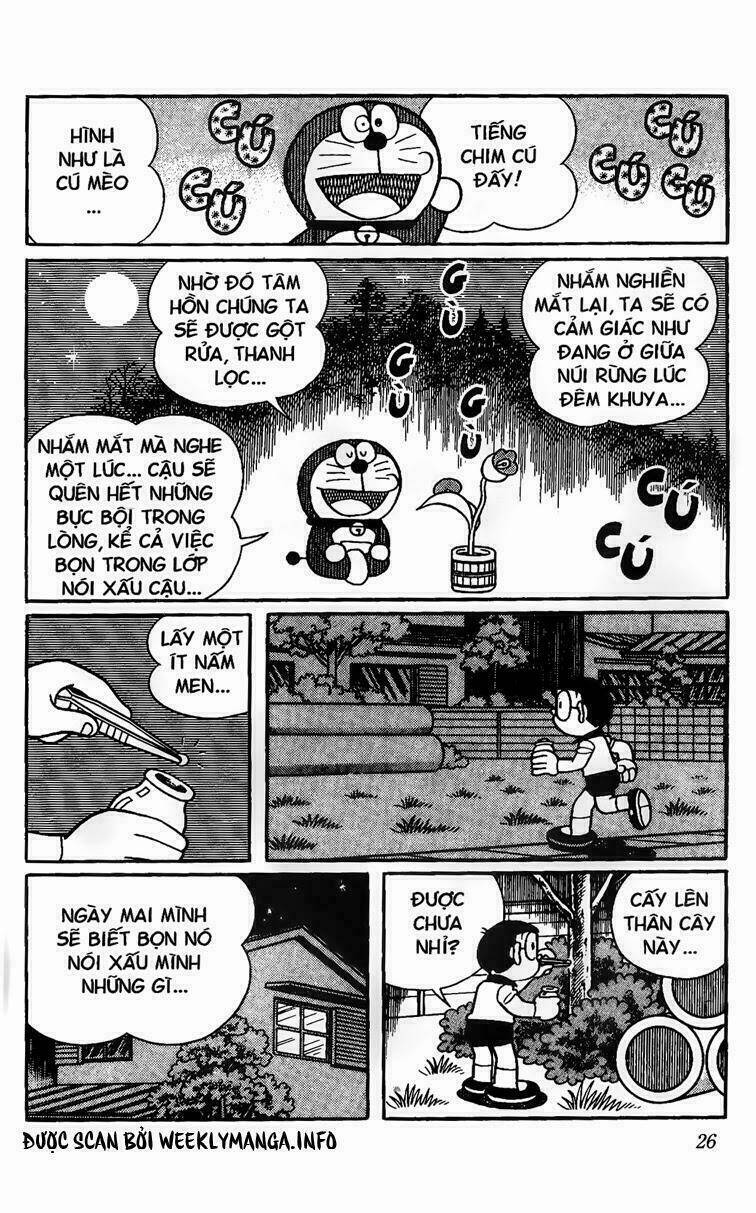 HÌNH
NHƯ LÀ
CÚ MÈO
...
CÚ
CÚ
CÚ
TIẾNG
CHIM CÚ
ĐẤY!
CÚ
CÚ
CÚ
CÚ
NHỜ ĐÓ TÂM
HỒN CHÚNG TA
SẼ ĐƯỢC GỘT
RỬA, THANH
LỌC...
GÙ
GÙ
GÙ
NHẮM NGHIỀN
MẮT LẠI, TA SẼ CÓ
CẢM GIÁC NHƯ
ĐANG Ở GIỮA
NÚI RỪNG LÚC
ĐÊM KHUYA...
NHẮM MẮT MÀ NGHE
MỘT LÚC... CẬU SẼ
QUÊN HẾT NHỮNG
BỰC BỘI TRONG
LÒNG, KỂ CẢ VIỆC
BỌN TRONG LỚP
NÓI XẤU CẬU...
CÚ
CÚ
LẤY MỘT
ÍT NẤM
MEN...
NGÀY MAI MÌNH
SẼ BIẾT BỌN NÓ
NÓI XẤU MÌNH
NHỮNG GÌ...
ĐƯỢC
CHƯA
NHỈ?
CẤY LÊN
THÂN CÂY
NÀY...
ĐƯỢC SCAN BỞI WEEKLYMANGA.INFO
26